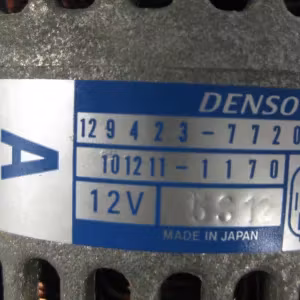 DENSO
A
129423-7720
101211-1170
12V
MADE IN JAPAN